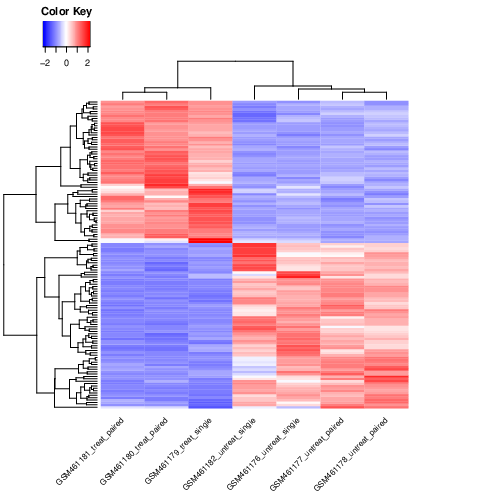 Color Key
−2 0 2
GSM461181_treat_paired
GSM461180_treat_paired
GSM461179_treat_single
GSM461182_untreat_single
GSM461176_untreat_single
GSM461177_untreat_paired
GSM461178_untreat_paired